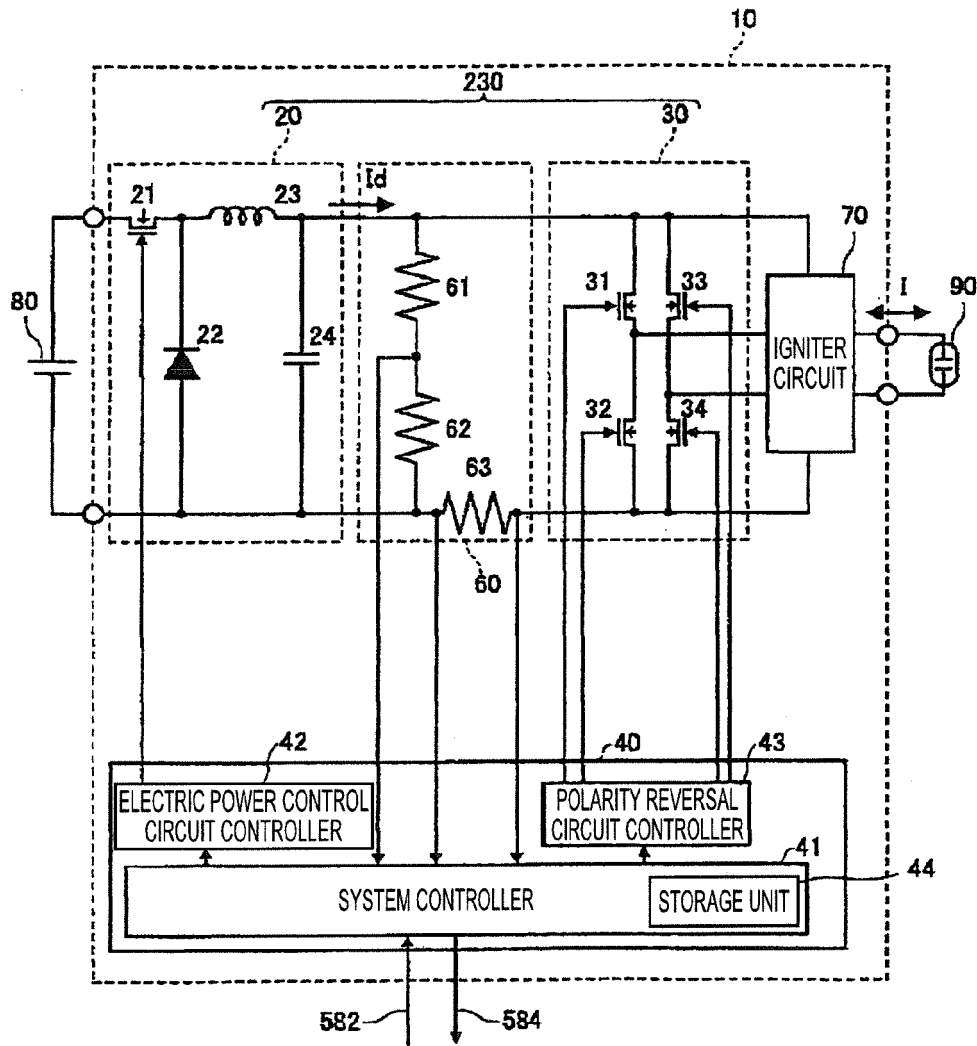 10
230
20
30
Id
21
23
70
31
33
61
I
90
80
22
24
IGNITER
CIRCUIT
32
34
62
63
60
42
40
43
ELECTRIC POWER CONTROL
CIRCUIT CONTROLLER
POLARITY REVERSAL
CIRCUIT CONTROLLER
41
44
SYSTEM CONTROLLER
STORAGE UNIT
582
584